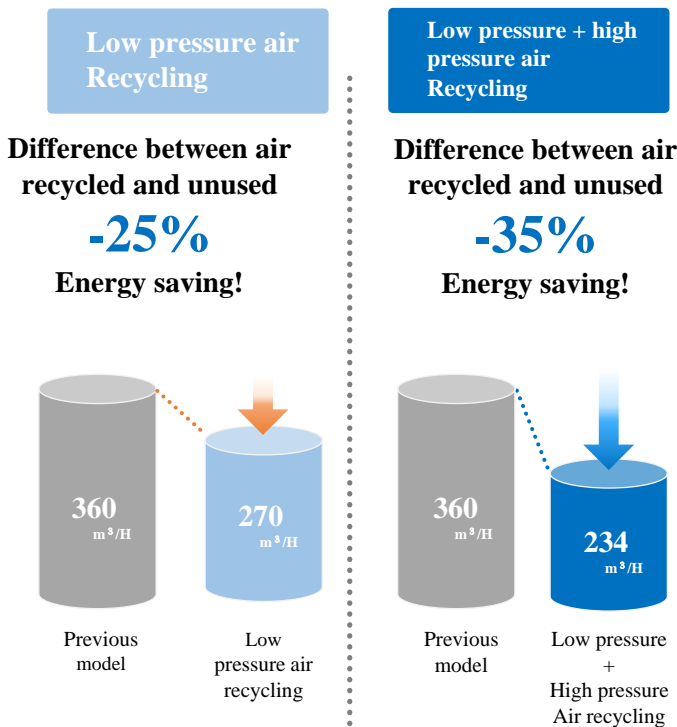 Low pressure air
Recycling
Difference between air
recycled and unused
-25%
Energy saving!
360
m³/H
270
m³/H
Previous
model
Low
pressure air
recycling
Low pressure + high
pressure air
Recycling
Difference between air
recycled and unused
-35%
Energy saving!
360
m³/H
234
m³/H
Previous
model
Low pressure
+
High pressure
Air recycling